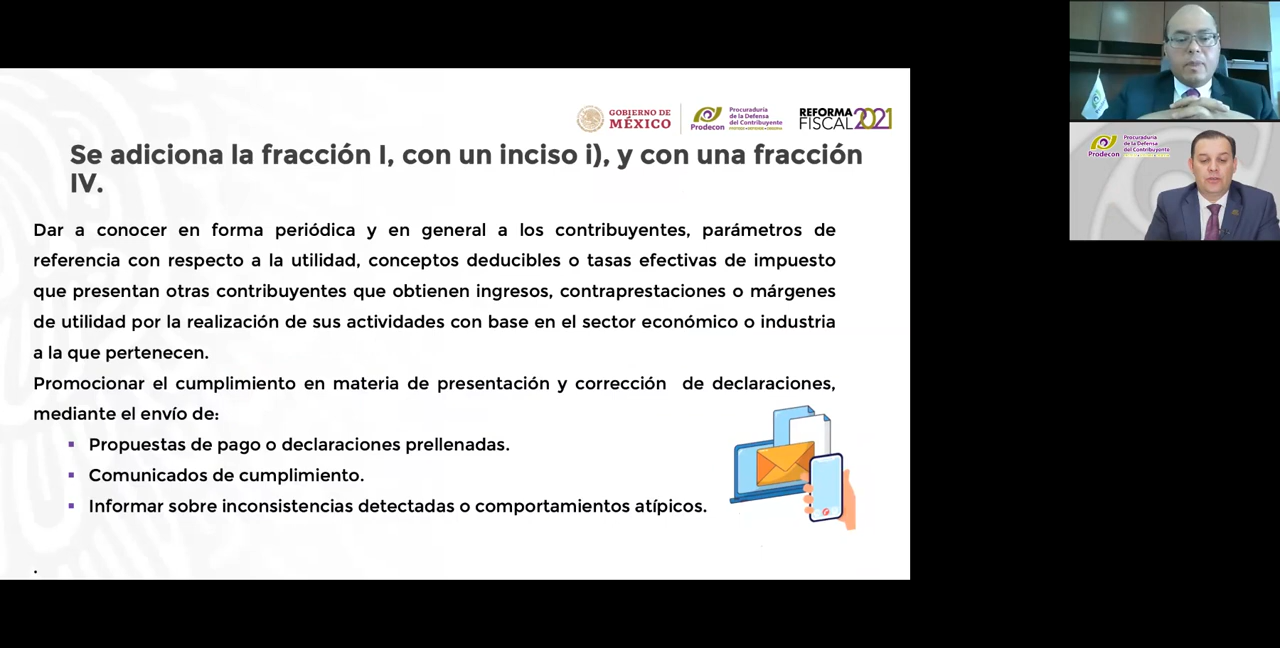 GOBIERNO DE
MÉXICO
Prodecon
Procuraduría
de la Defensa
del Contribuyente
REFORMA
FISCAL2021
Se adiciona la fracción I, con un inciso i), y con una fracción
IV.
Dar a conocer en forma periódica y en general a los contribuyentes, parámetros de
referencia con respecto a la utilidad, conceptos deducibles o tasas efectivas de impuesto
que presentan otras contribuyentes que obtienen ingresos, contraprestaciones o márgenes
de utilidad por la realización de sus actividades con base en el sector económico o industria
a la que pertenecen.
Promocionar el cumplimiento en materia de presentación y corrección de declaraciones,
mediante el envío de:
▪ Propuestas de pago o declaraciones prellenadas.
▪ Comunicados de cumplimiento.
▪ Informar sobre inconsistencias detectadas o comportamientos atípicos.
.
Prodecon
Procuraduría
de la Defensa
del Contribuyente